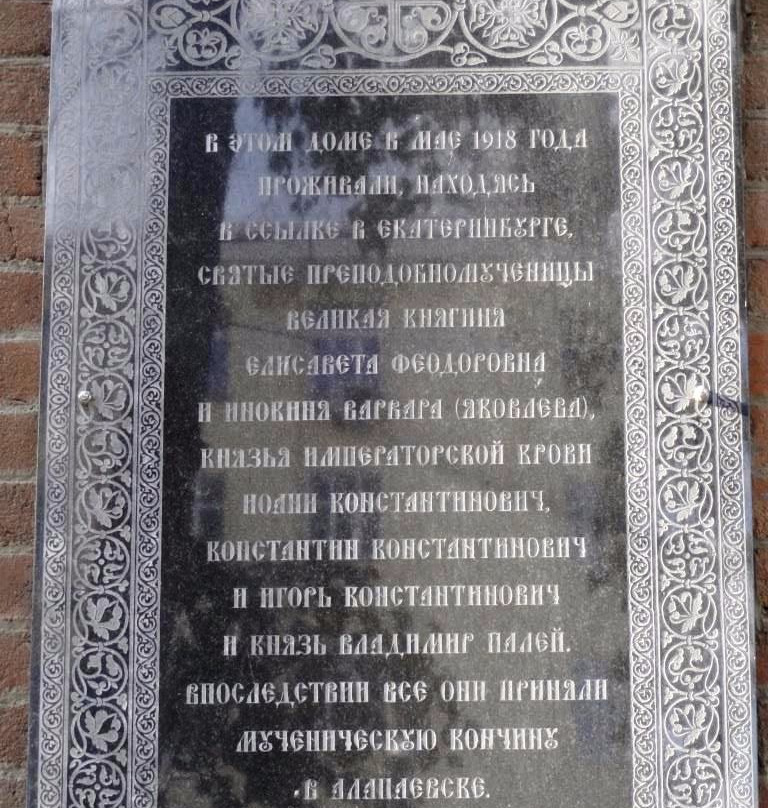 В ЭТОМ ДОМЕ В МАЕ 1918 ГОДА
ПРОЖИВАЛИ, НАХОДЯСЬ
В ССЫЛКЕ В ЕКАТЕРИНБУРГЕ,
СВЯТЫЕ ПРЕПОДОБНОМУЧЕНИЦЫ
ВЕЛИКАЯ КНЯГИНЯ
ЕЛИСАВЕТА ФЕОДОРОВНА
И ИНОКИНЯ ВАРВАРА (ЯКОВЛЕВА),
КНЯЗЬЯ ИМПЕРАТОРСКОЙ КРОВИ
ИОАНН КОНСТАНТИНОВИЧ,
КОНСТАНТИН КОНСТАНТИНОВИЧ
И ИГОРЬ КОНСТАНТИНОВИЧ
И КНЯЗЬ ВЛАДИМИР ПАЛЕЙ.
ВПОСЛЕДСТВИИ ВСЕ ОНИ ПРИНЯЛИ
МУЧЕНИЧЕСКУЮ КОНЧИНУ
В АЛАПАЕВСКЕ.